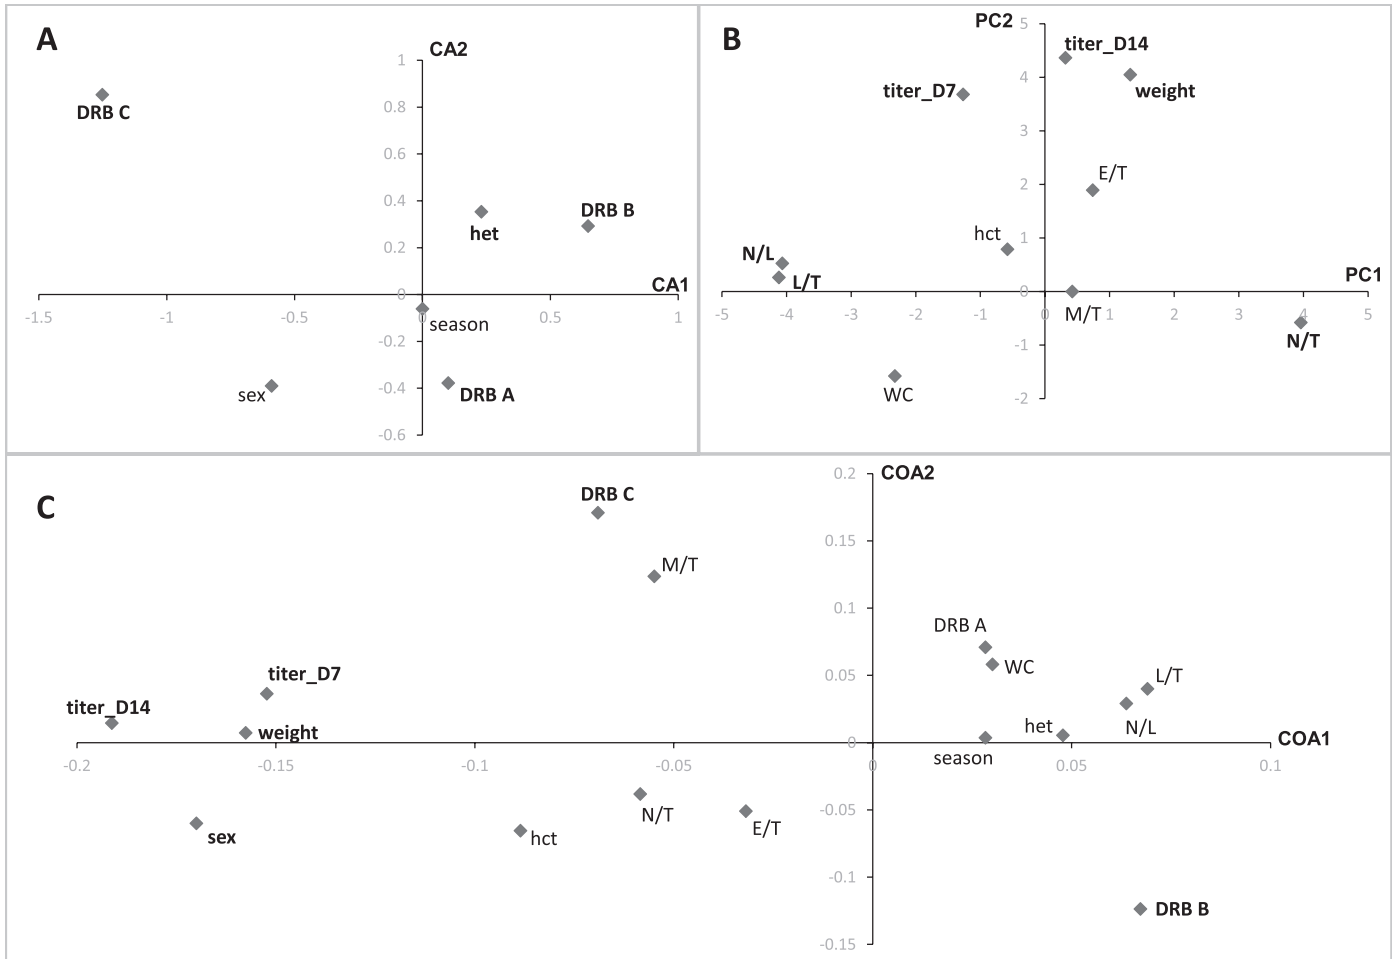 A
CA2
1
DRB C
0.8
0.6
0.4
DRB B
het
0.2
CA1
0
-1.5
-1
-0.5
0.5
1
season
-0.2
sex
-0.4
DRB A
-0.6
B
PC2
5
titer_D14
4
titer_D7
weight
3
E/T
2
hct
1
N/L
L/T
PC1
0
-5
-4
-3
-2
-1
0
1
2
3
4
5
M/T
N/T
-1
WC
-2
C
0.2
COA2
DRB C
0.15
M/T
0.1
DRB A
WC
0.05
L/T
titer_D7
titer_D14
weight
het
N/L
0
COA1
season
-0.2
-0.15
-0.1
-0.05
0
0.05
0.1
N/T
-0.05
sex
hct
E/T
-0.1
DRB B
-0.15